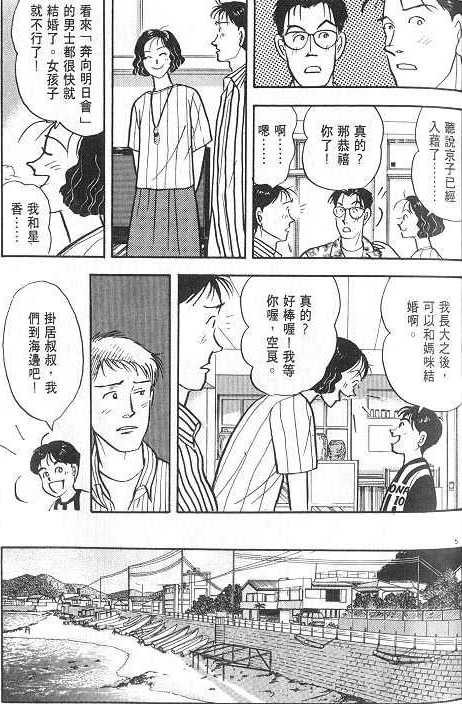 聽說京子已經
入藉了……
真的？
那恭禧
你了！
啊……
嗯……
看來「奔向明日會」
的男士都很快就
結婚了。女孩子
就不行了！
我和星
香……
我長大之後，
可以和媽咪結
婚啊。
真的？
好棒喔！我等
你喔，空頁。
掛居叔叔，我
們到海邊吧！
DNA
10
5